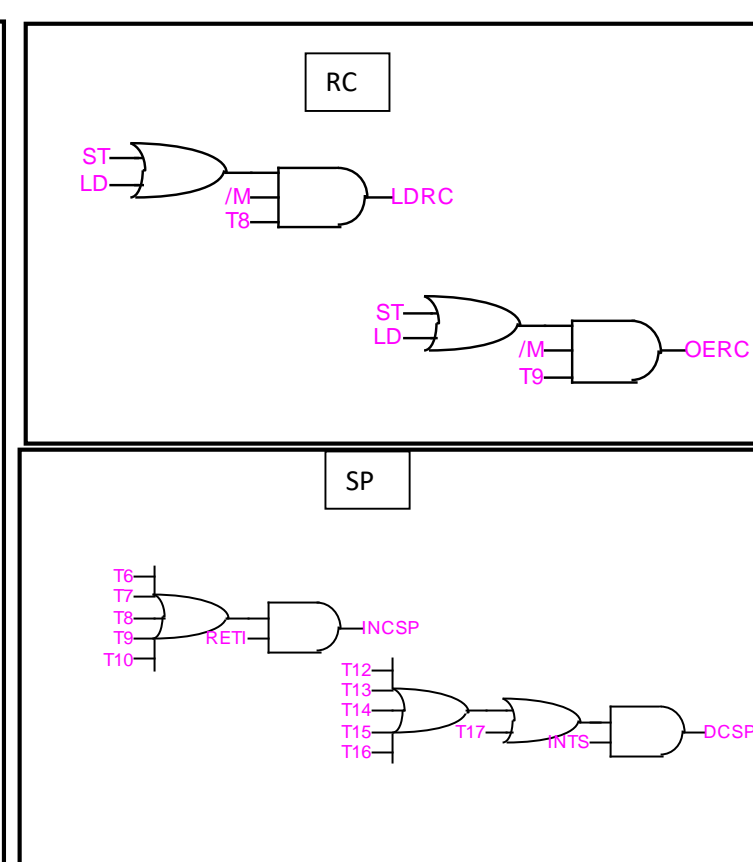 RC
ST
LD
/M
LDRC
T8
ST
LD
/M
OERC
T9
SP
T6
T7
T8
T9
RETI
INCSP
T10
T12
T13
T14
T15
T17
INTS
DCSP
T16